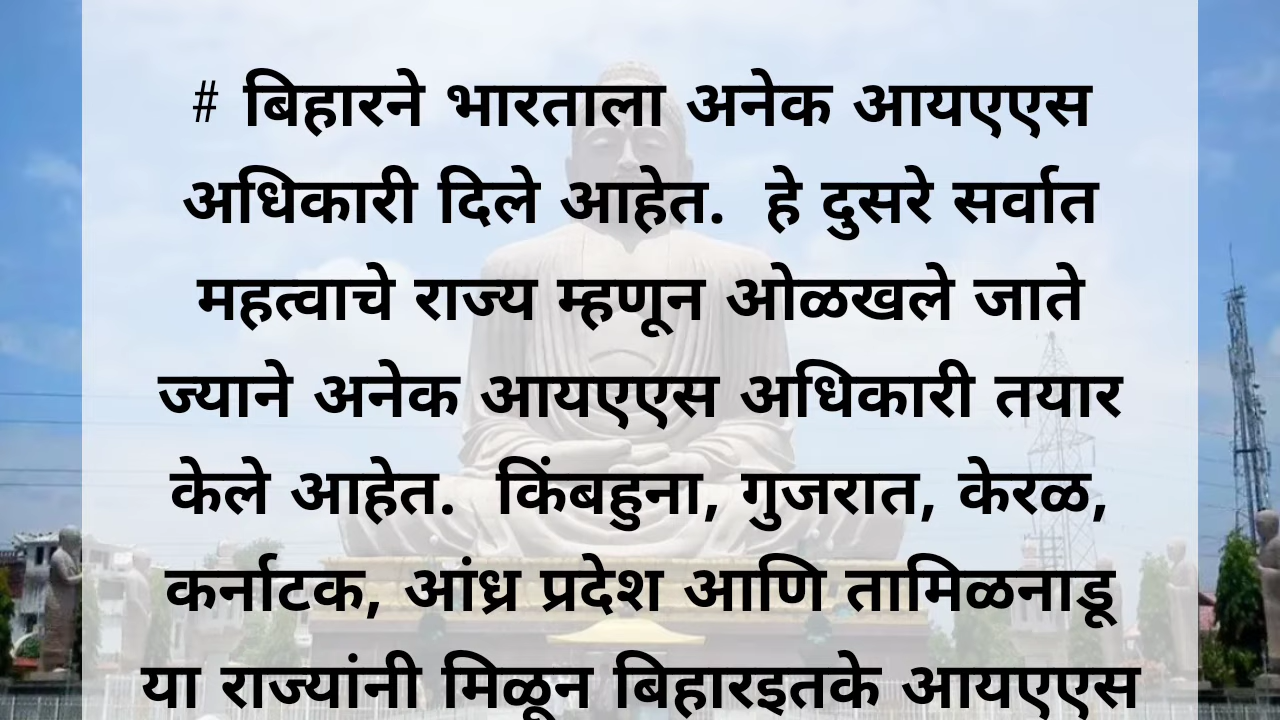 # बिहारने भारताला अनेक आयएएस
अधिकारी दिले आहेत.  हे दुसरे सर्वात
महत्वाचे राज्य म्हणून ओळखले जाते
ज्याने अनेक आयएएस अधिकारी तयार
केले आहेत.  किंबहुना, गुजरात, केरळ,
कर्नाटक, आंध्र प्रदेश आणि तामिळनाडू
या राज्यांनी मिळून बिहारइतके आयएएस